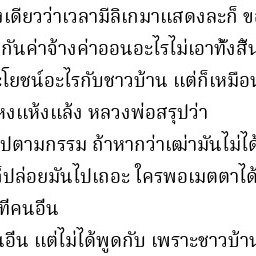 งเดียวว่าเวลามีลิเกมาแสดงละก็ ข
กันค่าจ้างค่าออนอะไรไม่เอาทั้งสิ้น
ะโยชน์อะไรกับชาวบ้าน แต่ก็เหมือน
หงแห้งแล้ง หลวงพ่อสรุปว่า
ปตามกรรม ถ้าหากว่าเฒ่ามันไม่ได้
ก็ปล่อยมันไปเถอะ ใครพอเมตตาได้
ทีคนอื่น
นอื่น แต่ไม่ได้พูดกับ เพราะชาวบ้าน